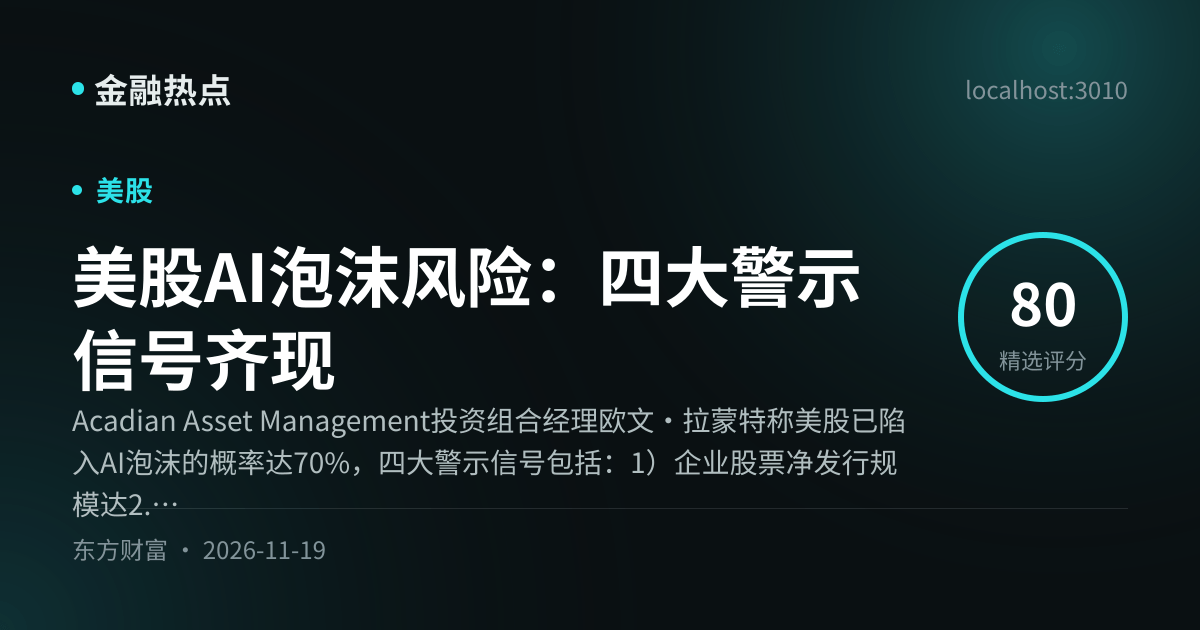 金融热点
localhost:3010
美股
美股AI泡沫风险：四大警示
信号齐现
80
精选评分
Acadian Asset Management投资组合经理欧文·拉蒙特称美股已陷
入AI泡沫的概率达70%，四大警示信号包括：1）企业股票净发行规
模达2.…
东方财富 · 2026-11-19